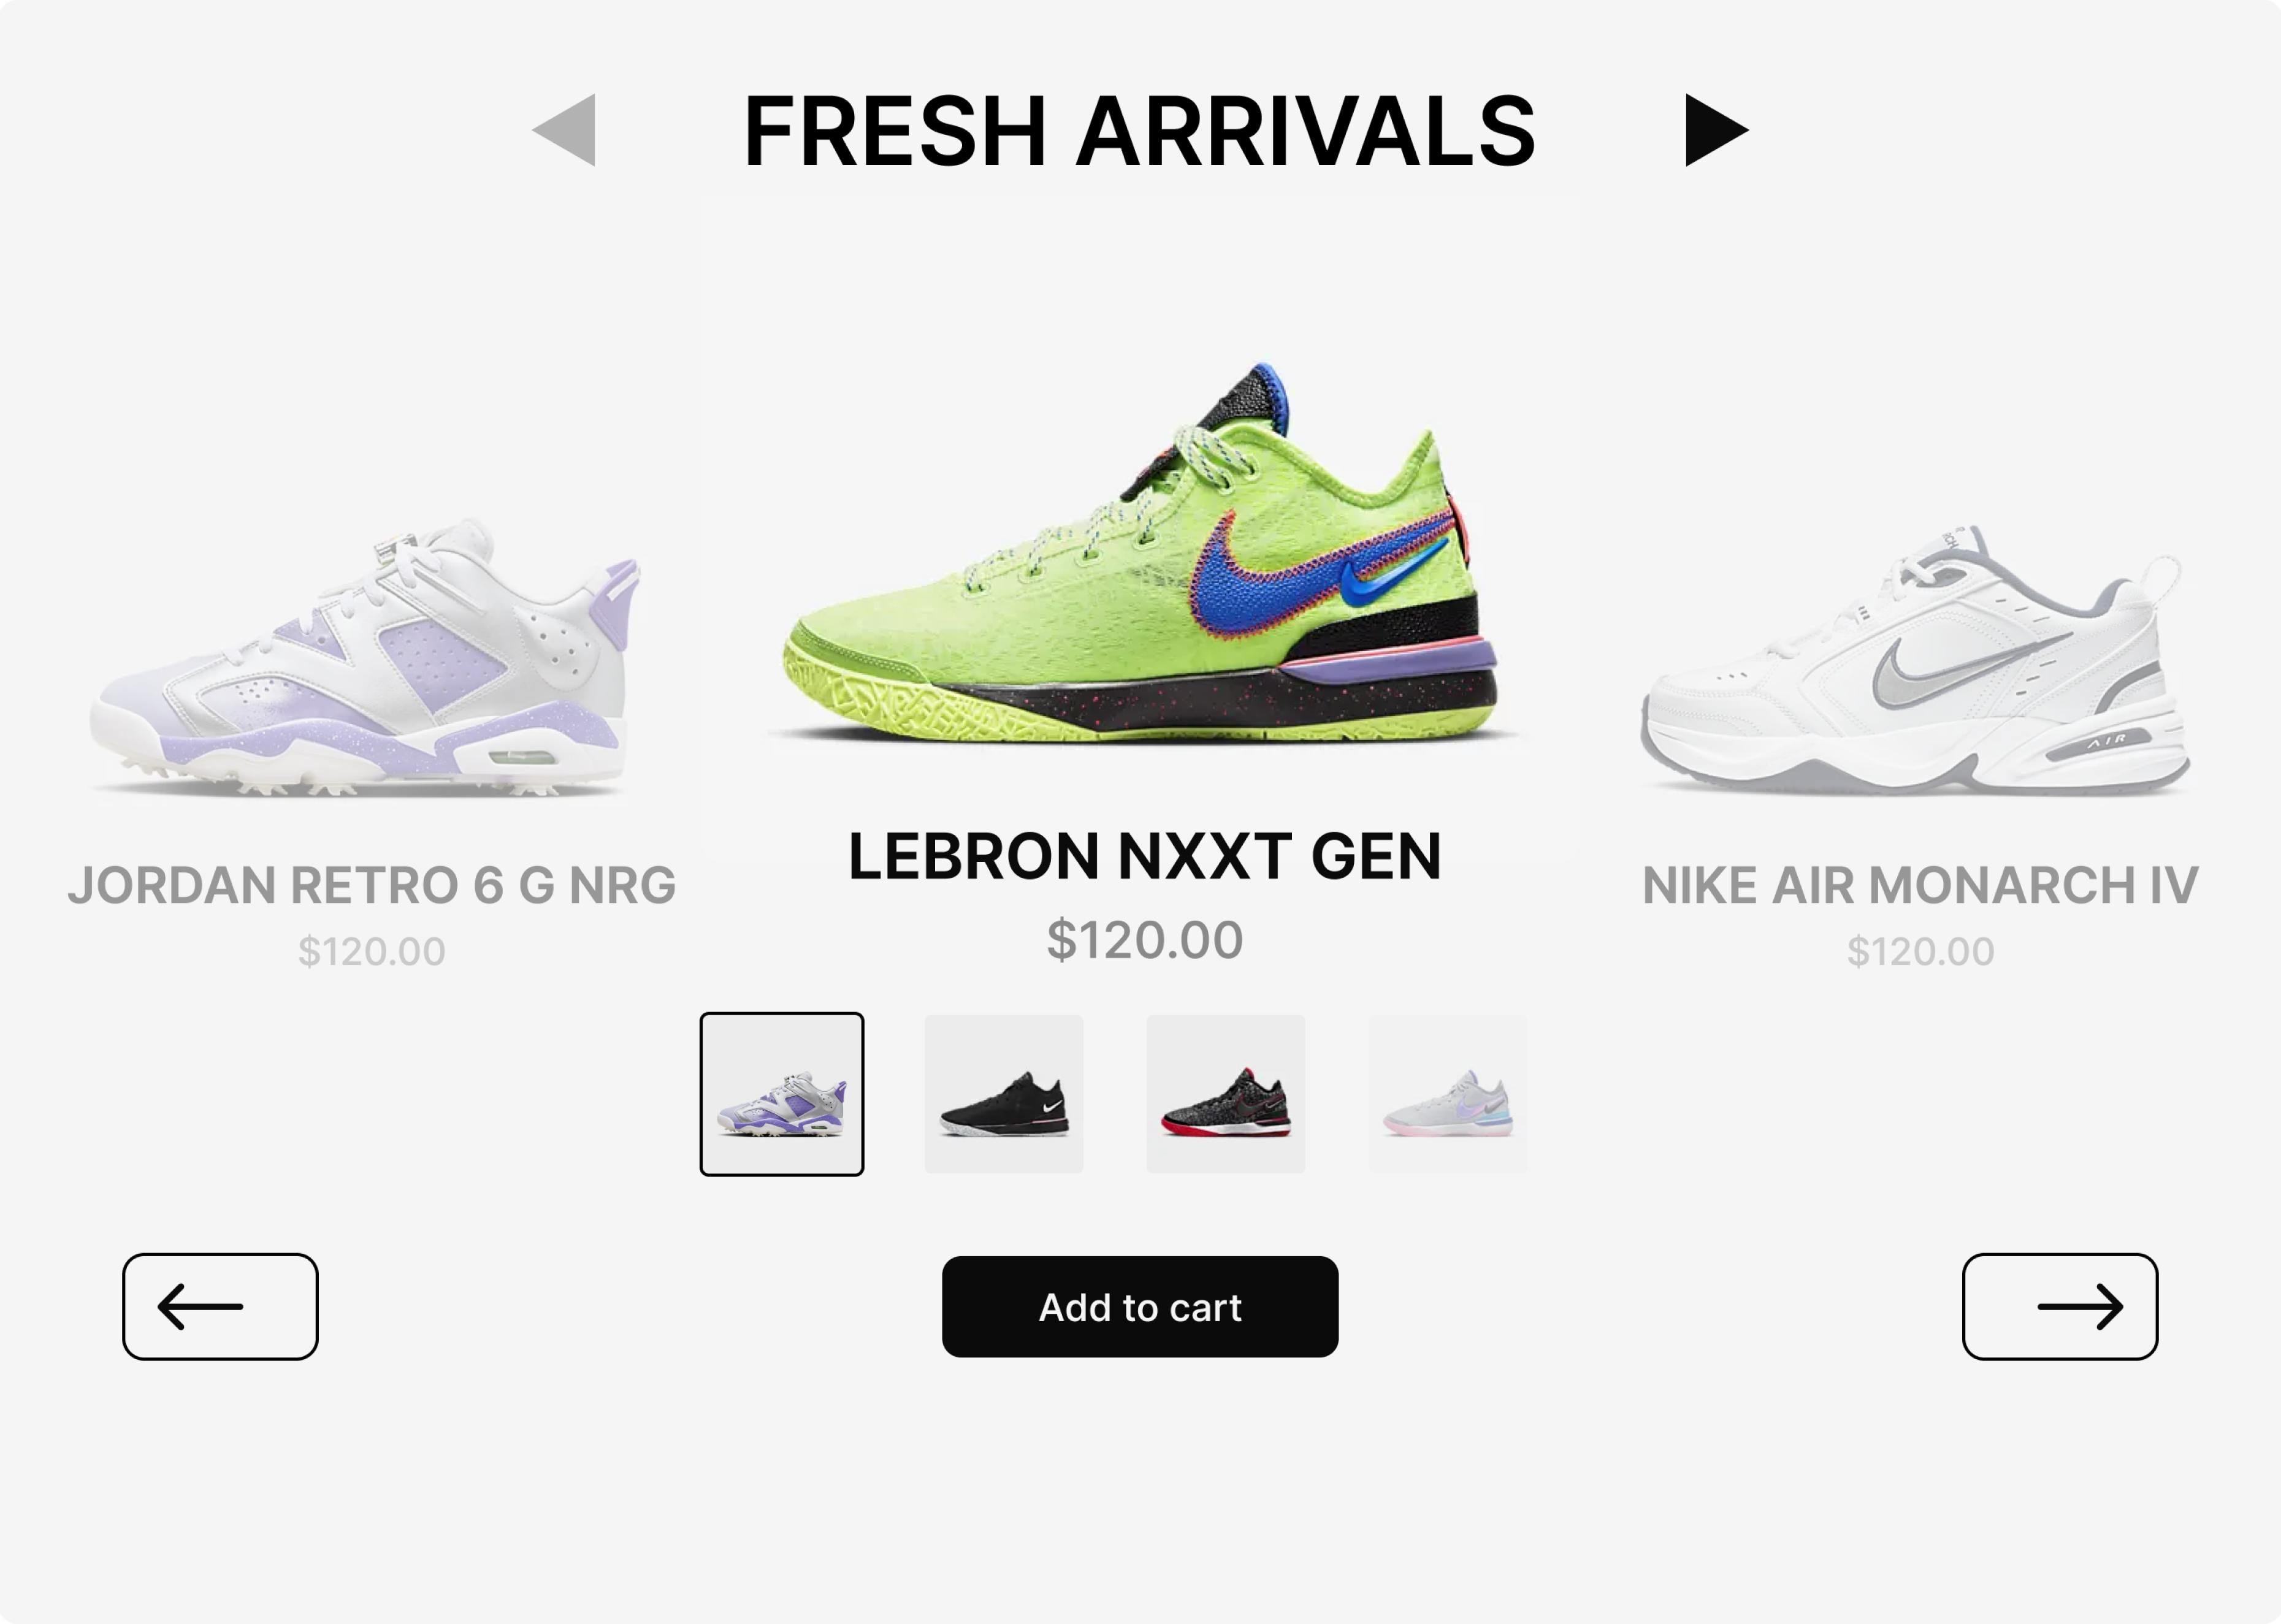 FRESH ARRIVALS
AIR
JORDAN RETRO 6 G NRG
$120.00
LEBRON NXXT GEN
$120.00
NIKE AIR MONARCH IV
$120.00
Add to cart